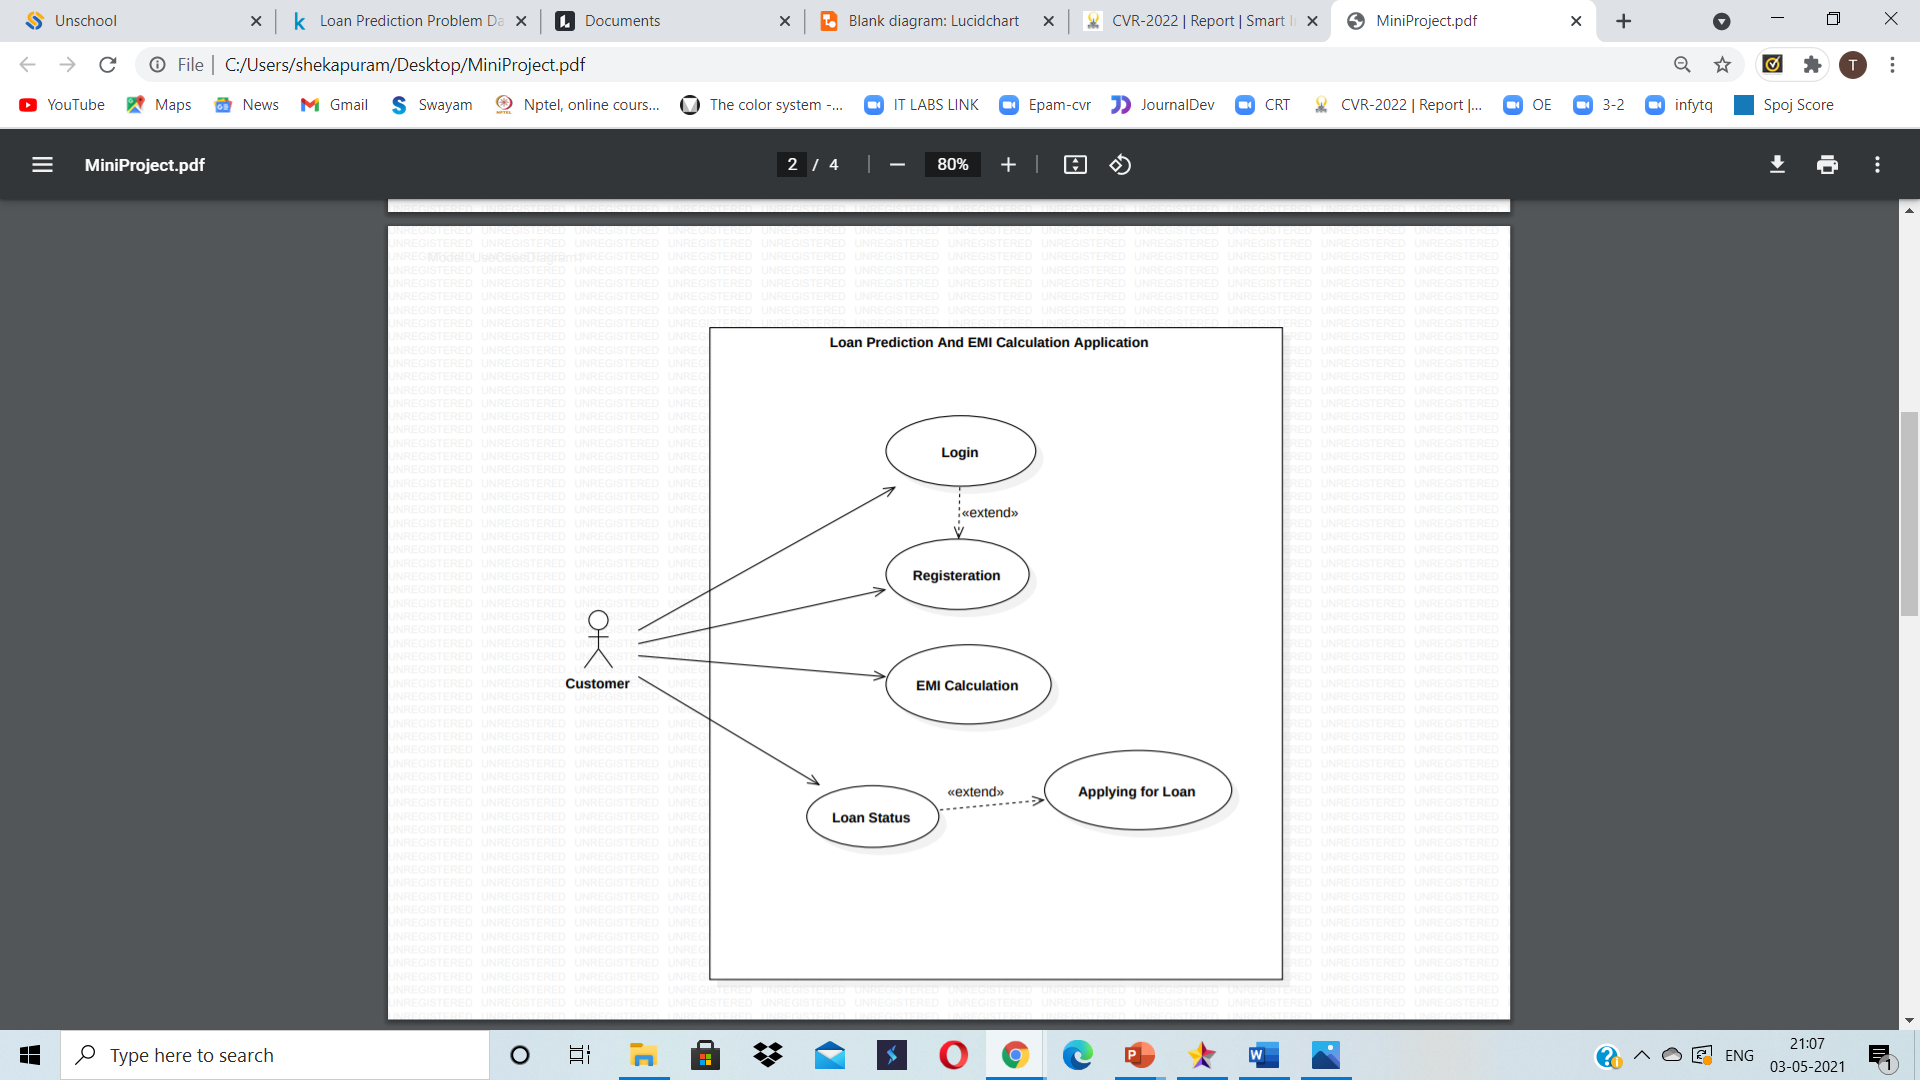 Unschool
Loan Prediction Problem Da
Documents
Blank diagram: Lucidchart
CVR-2022 | Report | Smart I
MiniProject.pdf
File
C:/Users/shekapuram/Desktop/MiniProject.pdf
T
YouTube
Maps
News
Gmail
Swayam
Nptel, online cours...
The color system -...
IT LABS LINK
Epam-cvr
JournalDev
CRT
CVR-2022 | Report |...
OE
3-2
infytq
Spoj Score
MiniProject.pdf
2 / 4
80%
Loan Prediction And EMI Calculation Application
Login
«extend»
Registeration
Customer
EMI Calculation
Loan Status
«extend»
Applying for Loan
Type here to search
ENG
21:07
03-05-2021
1